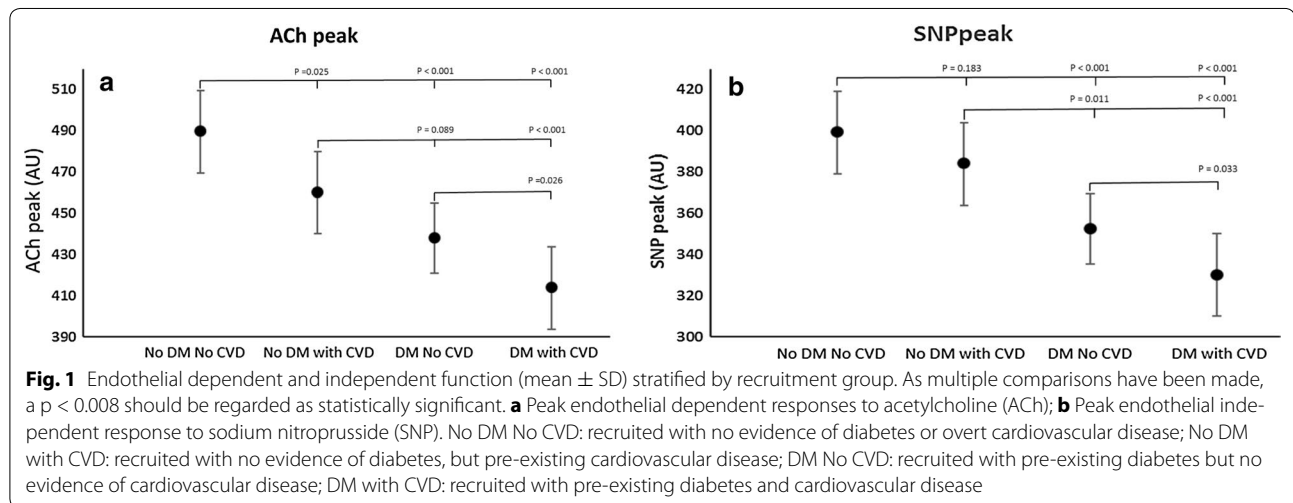 ACh peak
a
P =0.025 P < 0.001 P < 0.001
P = 0.089 P < 0.001
P =0.026
ACh peak (AU)
510
490
470
450
430
410
390
No DM No CVD No DM with CVD DM No CVD DM with CVD
SNPpeak
b
P = 0.183 P < 0.001 P < 0.001
P = 0.011 P < 0.001
P = 0.033
SNP peak (AU)
420
400
380
360
340
320
300
No DM No CVD No DM with CVD DM No CVD DM with CVD
Fig. 1 Endothelial dependent and independent function (mean ± SD) stratified by recruitment group. As multiple comparisons have been made,
a p < 0.008 should be regarded as statistically significant. a Peak endothelial dependent responses to acetylcholine (ACh); b Peak endothelial inde-
pendent response to sodium nitroprusside (SNP). No DM No CVD: recruited with no evidence of diabetes or overt cardiovascular disease; No DM
with CVD: recruited with no evidence of diabetes, but pre-existing cardiovascular disease; DM No CVD: recruited with pre-existing diabetes but no
evidence of cardiovascular disease; DM with CVD: recruited with pre-existing diabetes and cardiovascular disease